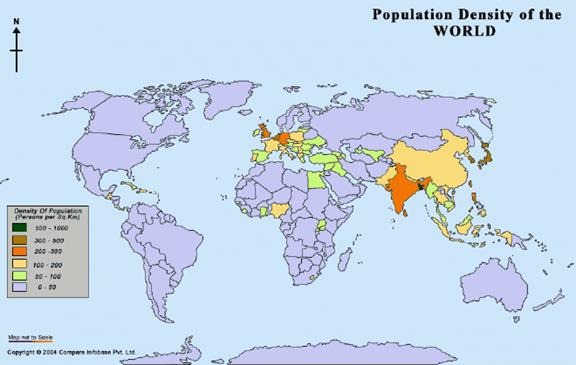 Population Density of the
WORLD
N
Density Of Population
(Persons per Sq.Km)
500 - 1000
300 - 500
200 -300
100 - 200
50 - 100
0 - 50
Map not to Scale
Copyright © 2004 Compare Infobase Pvt. Ltd.